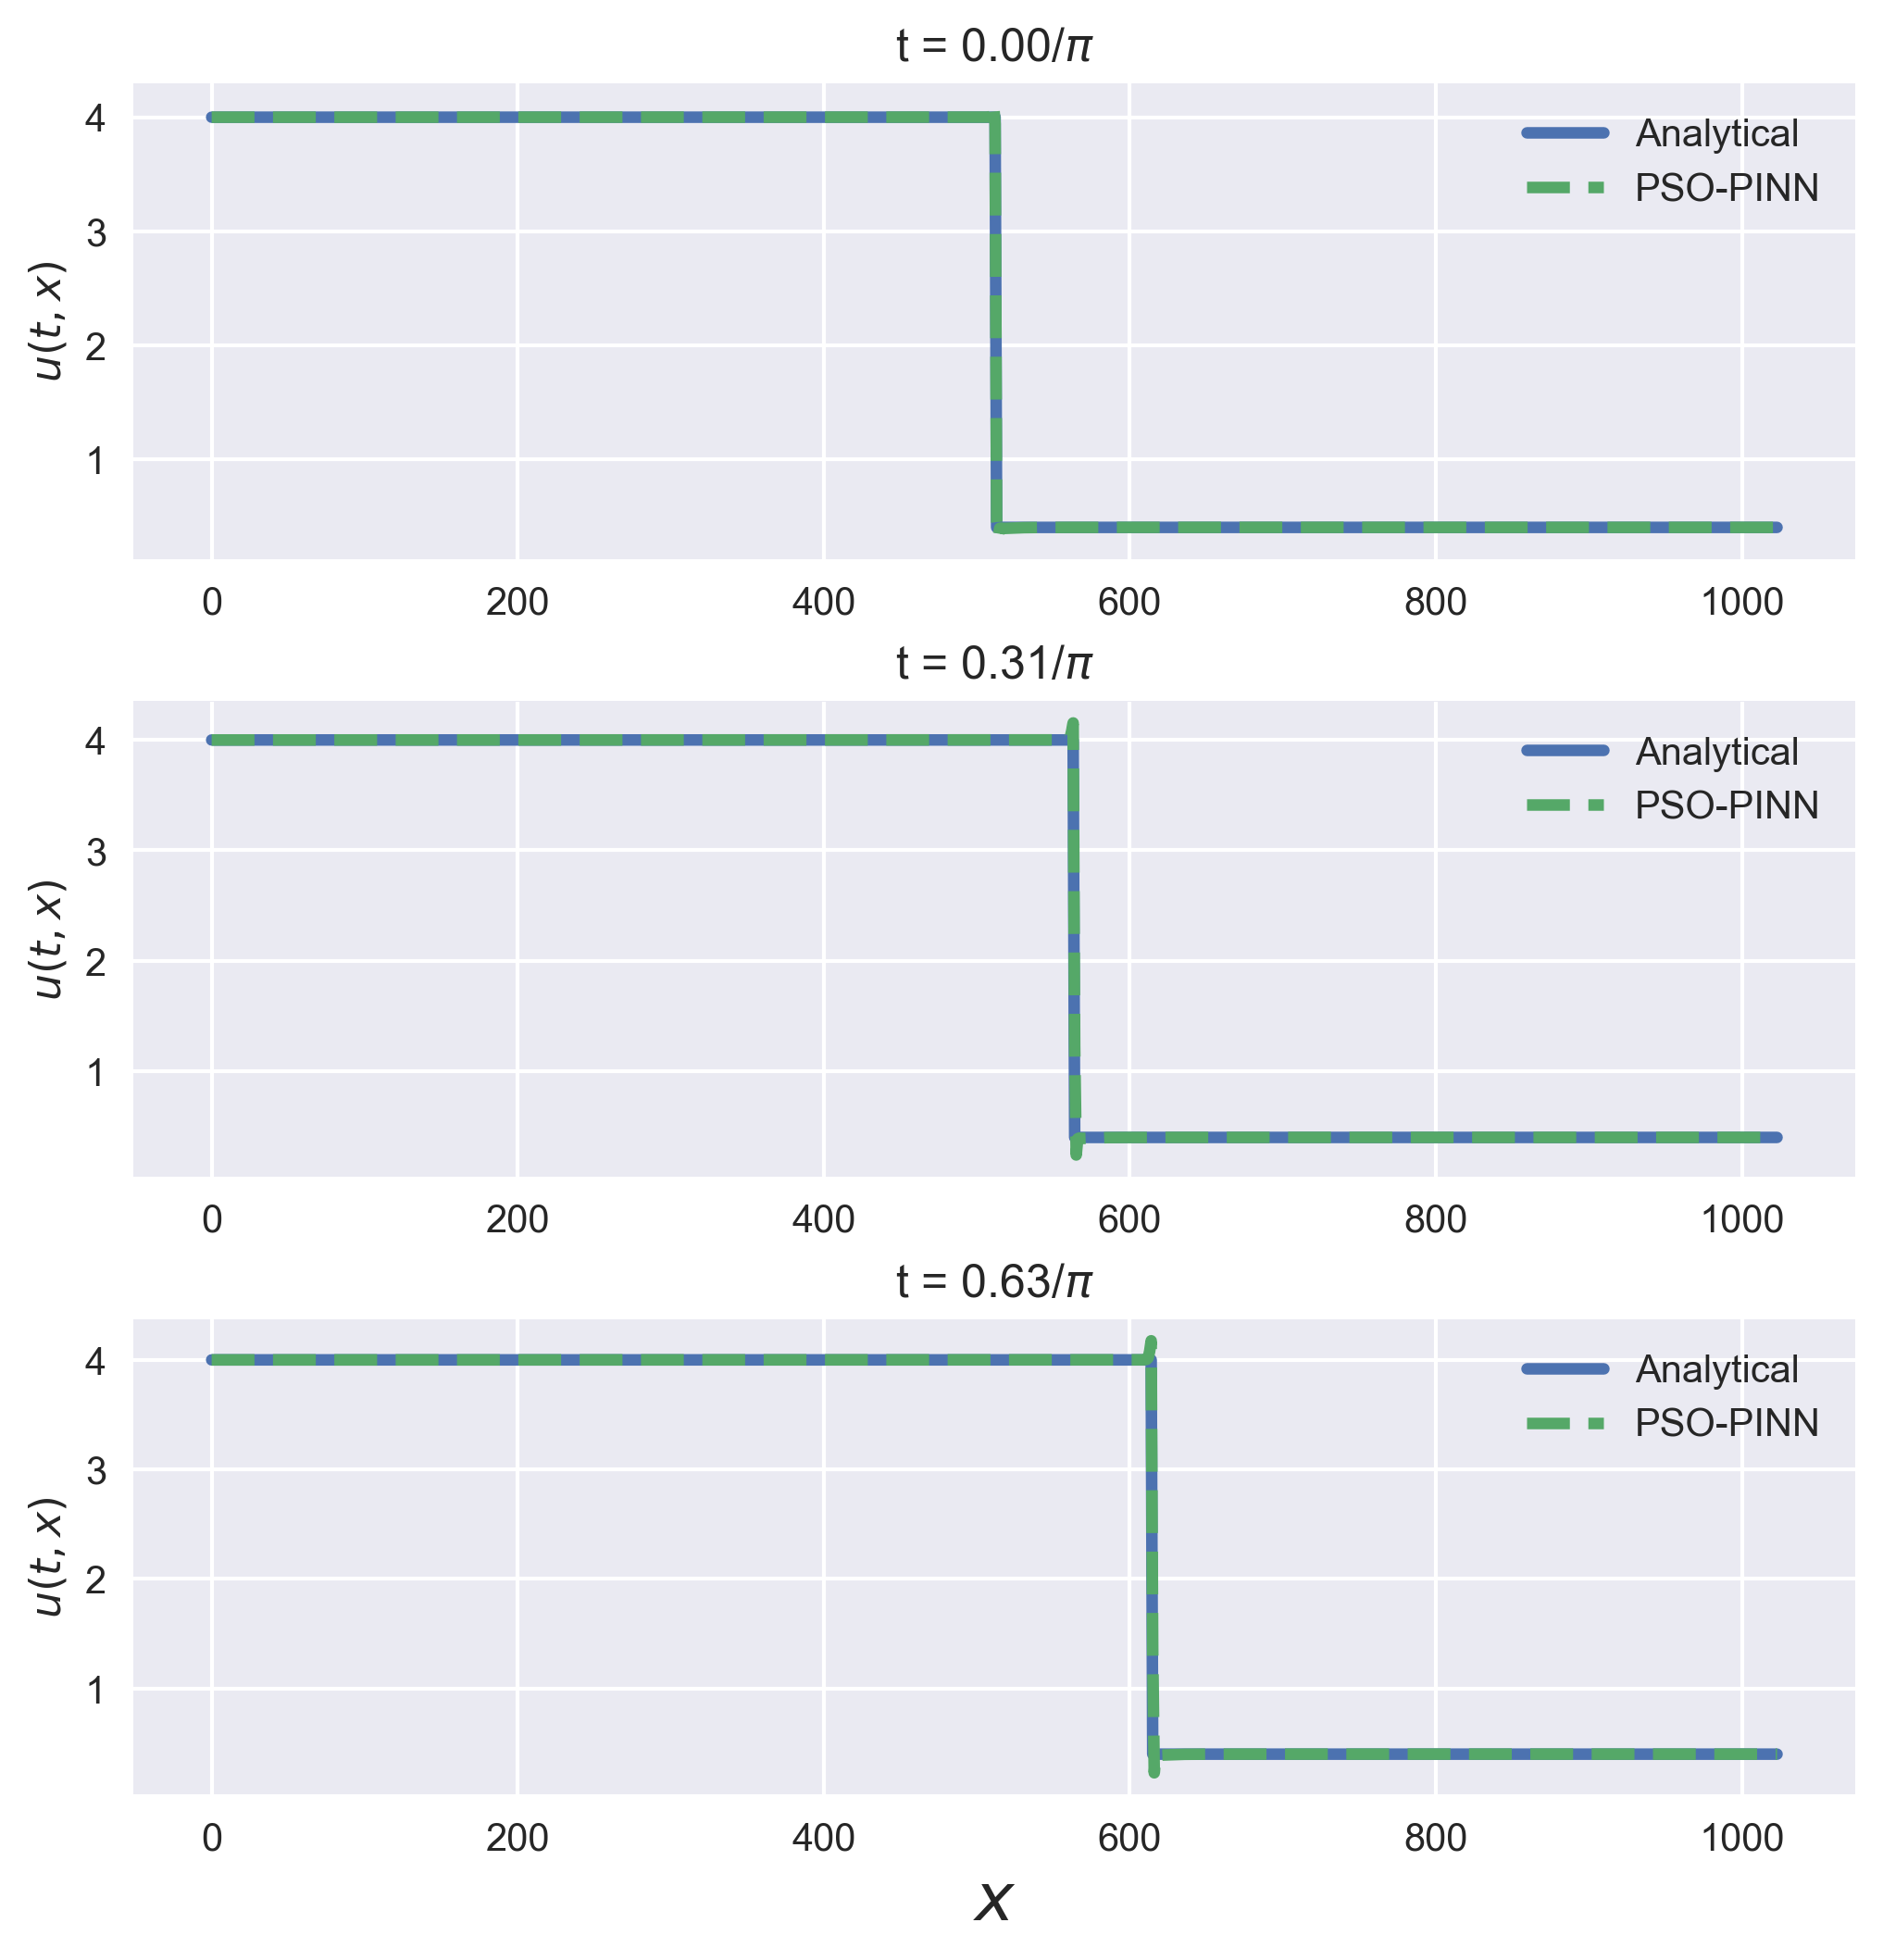 t = 0.00/π
u(t, x)
4
3
2
1
Analytical
PSO-PINN
0 200 400 600 800 1000
t = 0.31/π
u(t, x)
4
3
2
1
Analytical
PSO-PINN
0 200 400 600 800 1000
t = 0.63/π
u(t, x)
4
3
2
1
Analytical
PSO-PINN
0 200 400 600 800 1000
x